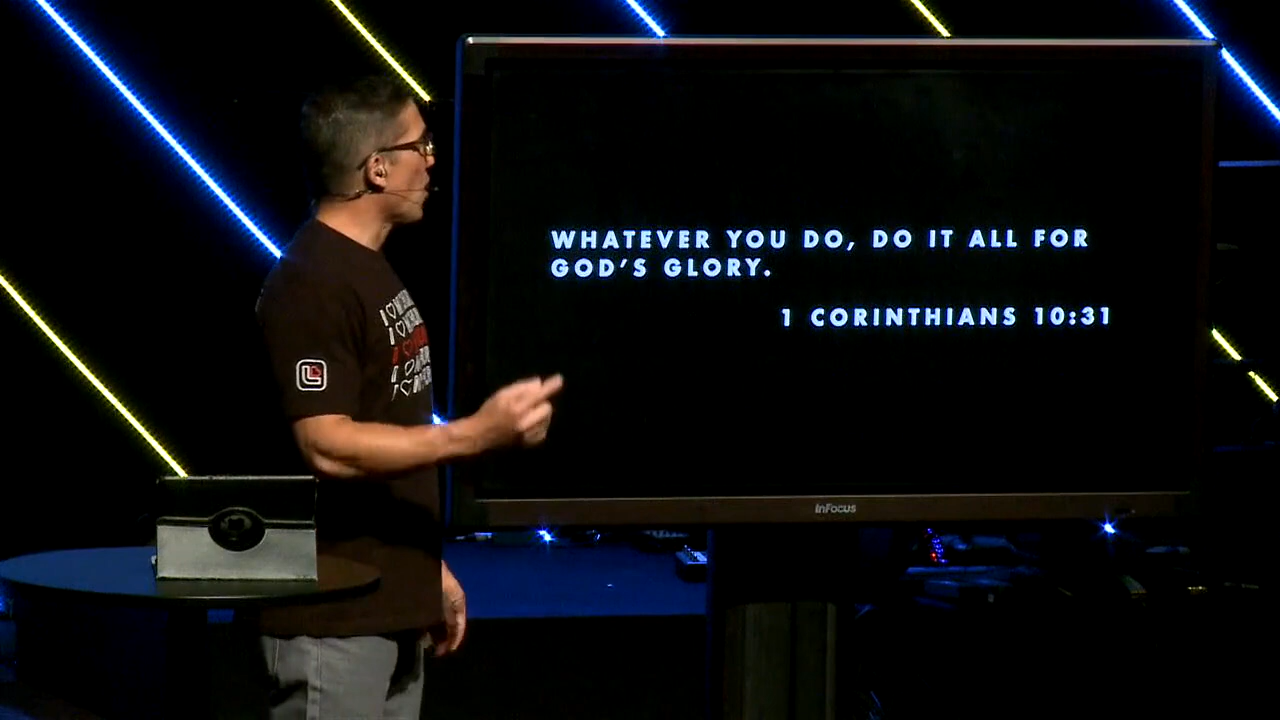 WHATEVER YOU DO, DO IT ALL FOR
GOD'S GLORY.
1 CORINTHIANS 10:31
InFocus